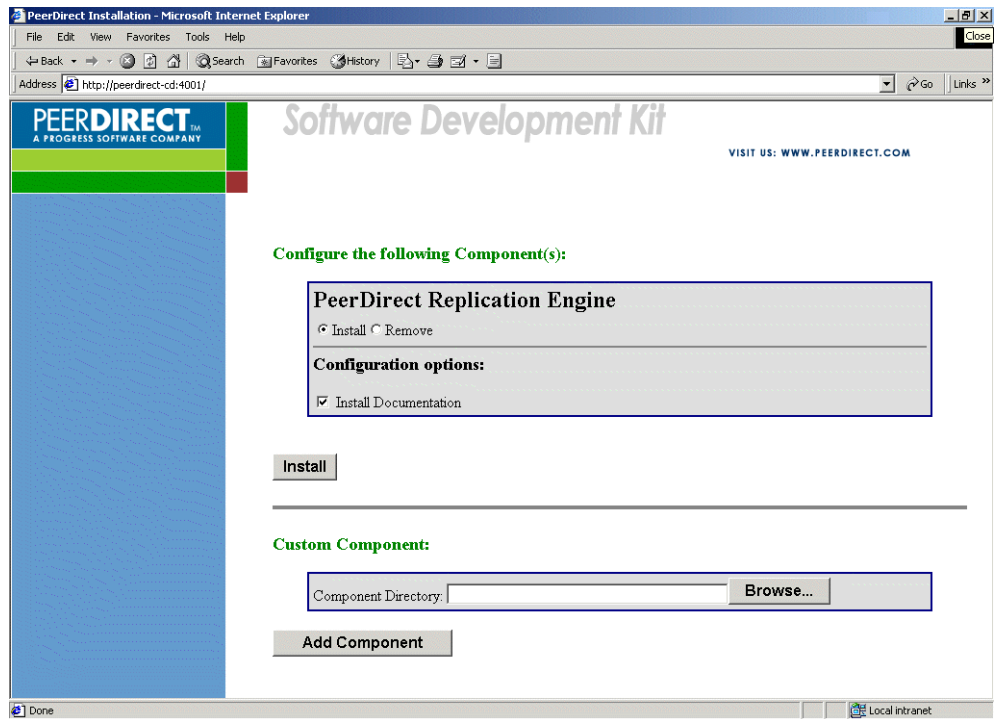 PeerDirect Installation - Microsoft Internet Explorer
File Edit View Favorites Tools Help
Close
Back Search Favorites History
Address http://peerdirect-cd:4001/ Go Links »
PEERDIRECT TM
A PROGRESS SOFTWARE COMPANY
Software Development Kit
VISIT US: WWW.PEERDIRECT.COM
Configure the following Component(s):
PeerDirect Replication Engine
Install Remove
Configuration options:
Install Documentation
Install
Custom Component:
Component Directory: Browse...
Add Component
Done Local intranet